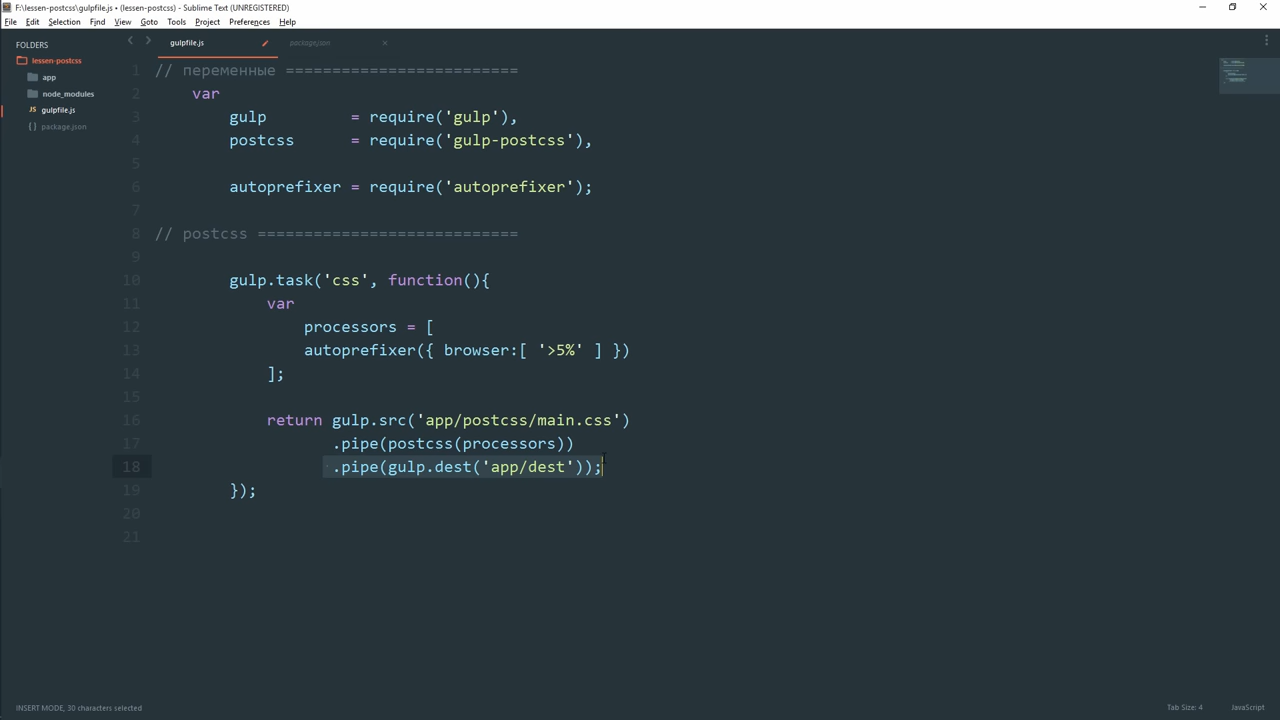 F:\lessen-postcss\gulpfile.js • (lessen-postcss) - Sublime Text (UNREGISTERED)
File Edit Selection Find View Goto Tools Project Preferences Help
FOLDERS
lessen-postcss
app
node_modules
gulpfile.js
package.json
gulpfile.js package.json
1 // переменные =========================
2 var
3 gulp = require('gulp'),
4 postcss = require('gulp-postcss'),
5
6 autoprefixer = require('autoprefixer');
7
8 // postcss ============================
9
10 gulp.task('css', function(){
11 var
12 processors = [
13 autoprefixer({ browser:[ '>5%' ] })
14 ];
15
16 return gulp.src('app/postcss/main.css')
17 .pipe(postcss(processors))
18 .pipe(gulp.dest('app/dest'));
19 });
20
21
INSERT MODE, 30 characters selected
Tab Size: 4 JavaScript